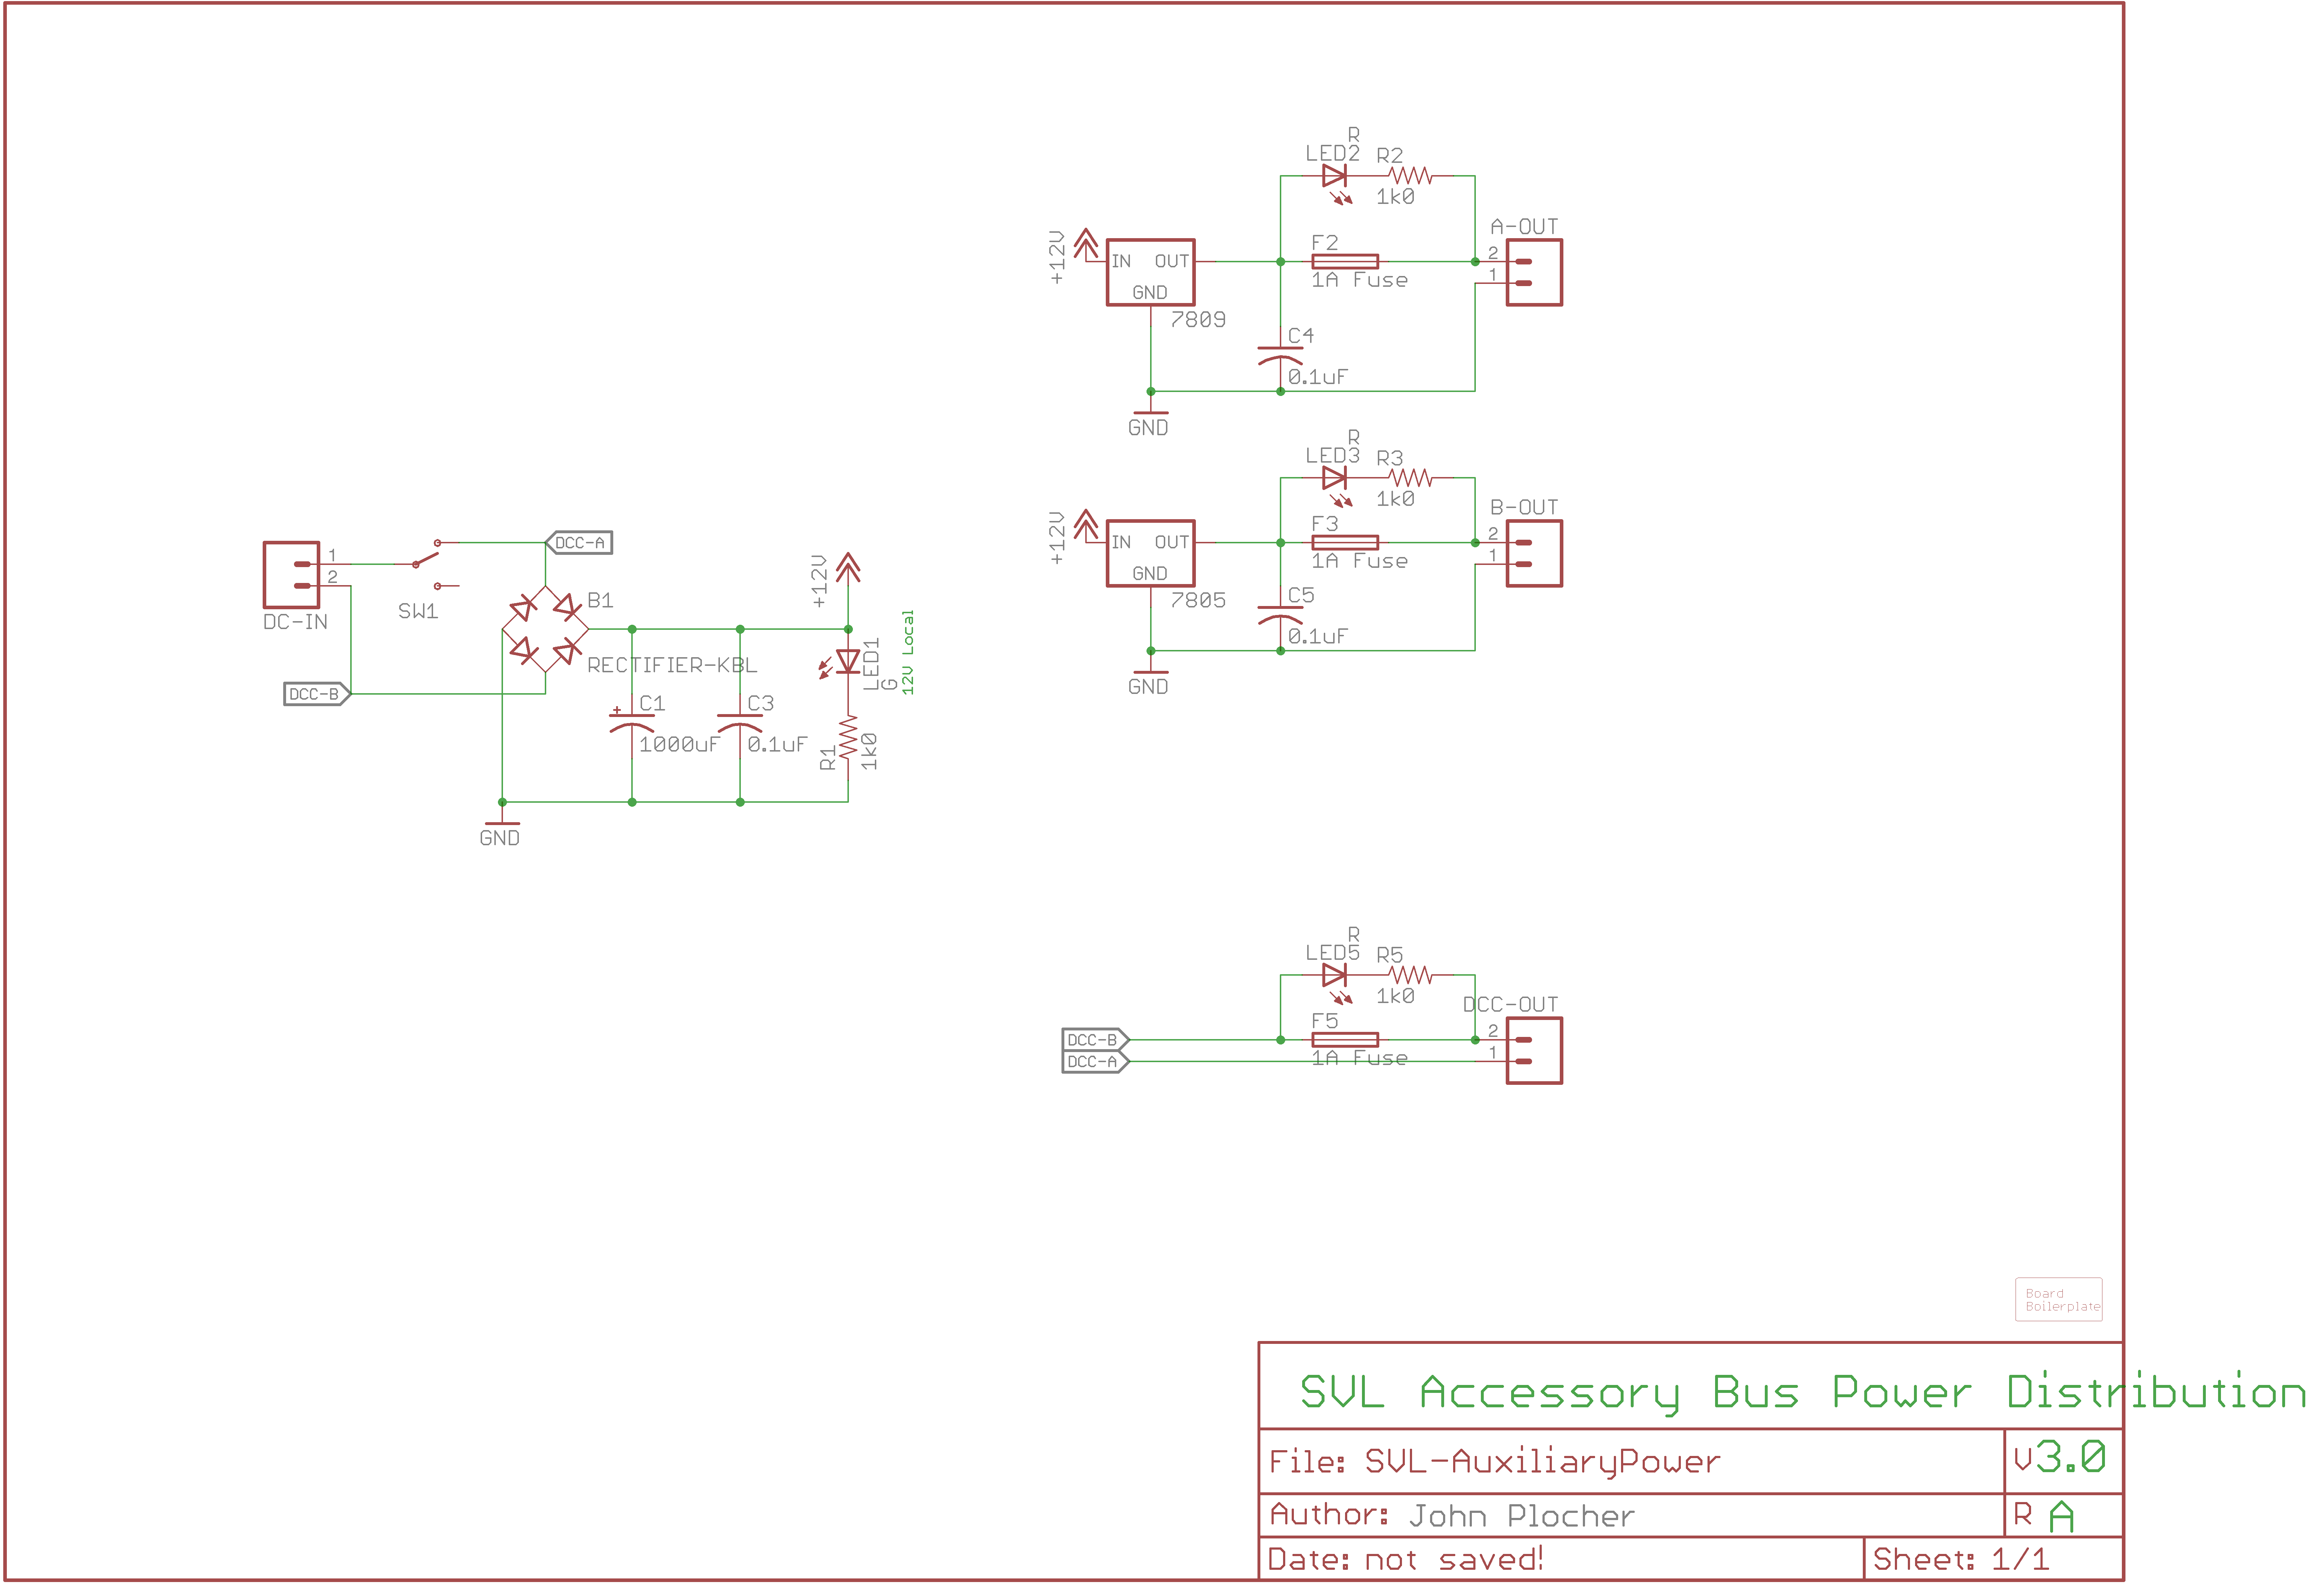 R
LED2
R2
1k0
A-OUT
+12V
IN OUT
GND
7809
F2
1A Fuse
2
1
C4
0.1uF
GND
R
LED3
R3
1k0
B-OUT
+12V
IN OUT
GND
7805
F3
1A Fuse
2
1
C5
0.1uF
GND
DC-IN
1
2
SW1
DCC-A
DCC-B
B1
RECTIFIER-KBL
+12V
LED1
G
12V Local
C1
1000uF
C3
0.1uF
R1
1k0
GND
R
LED5
R5
1k0
DCC-OUT
DCC-B
DCC-A
F5
1A Fuse
2
1
Board
Boilerplate
SVL Accessory Bus Power Distribution
File: SVL-AuxiliaryPower
v3.0
Author: John Plocher
R A
Date: not saved!
Sheet: 1/1